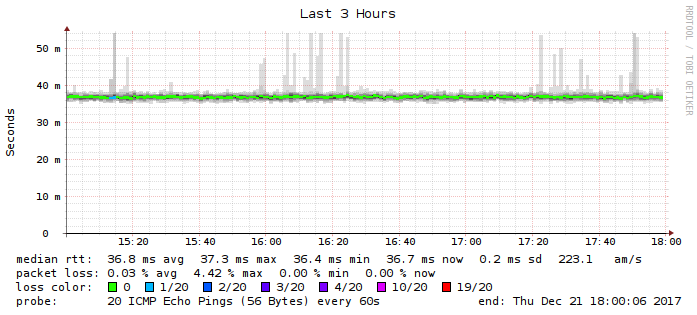 Last 3 Hours
RRDTOOL / TOBI OETIKER
Seconds
50 m
40 m
30 m
20 m
10 m
0
15:20 15:40 16:00 16:20 16:40 17:00 17:20 17:40 18:00
median rtt: 36.8 ms avg 37.3 ms max 36.4 ms min 36.7 ms now 0.2 ms sd 223.1 am/s
packet loss: 0.03 % avg 4.42 % max 0.00 % min 0.00 % now
loss color: 0 1/20 2/20 3/20 4/20 10/20 19/20
probe: 20 ICMP Echo Pings (56 Bytes) every 60s end: Thu Dec 21 18:00:06 2017